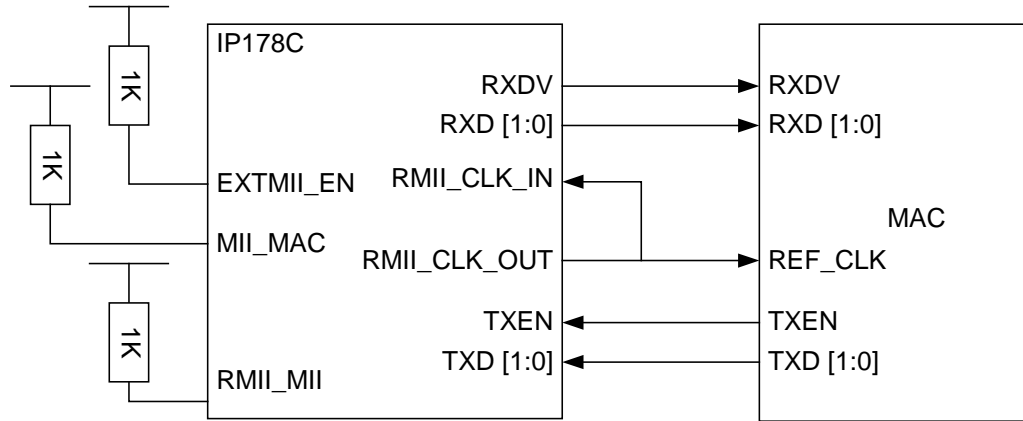 IP178C
1K
1K
1K
EXTMII_EN
MII_MAC
RMII_MII
RXDV
RXD [1:0]
RMII_CLK_IN
RMII_CLK_OUT
TXEN
TXD [1:0]
RXDV
RXD [1:0]
MAC
REF_CLK
TXEN
TXD [1:0]